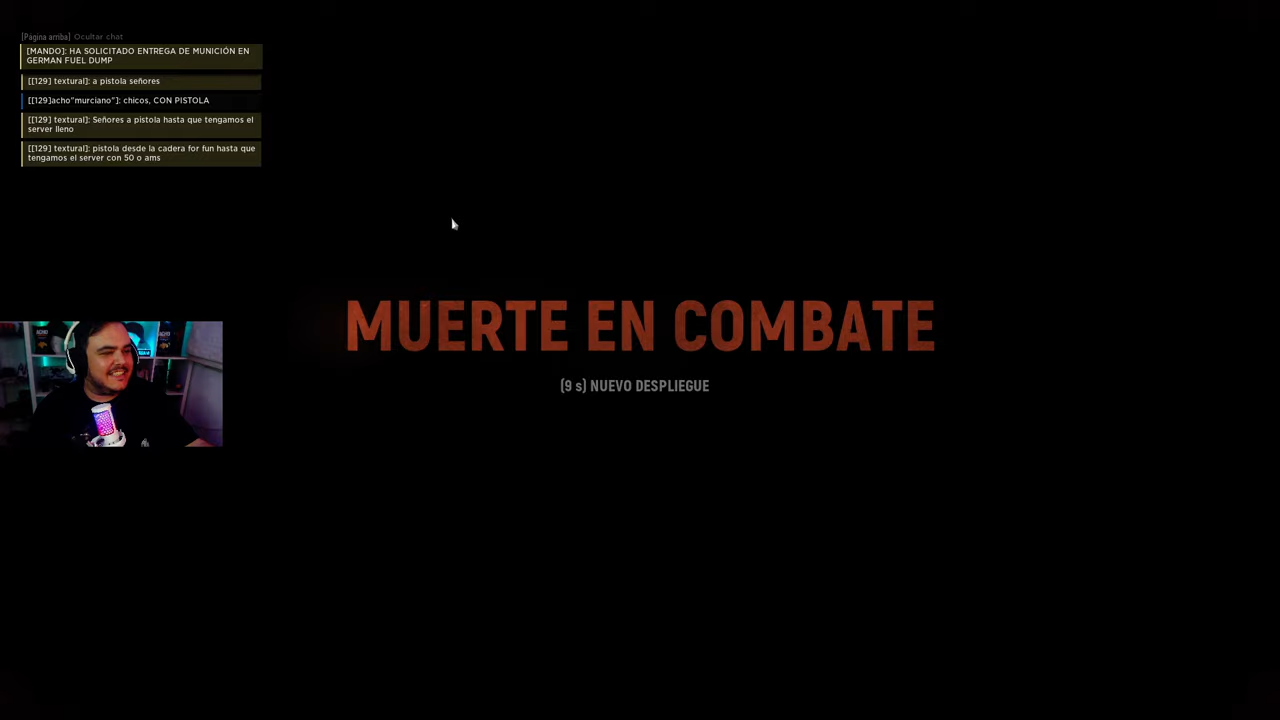 [Página arriba] Ocultar chat
[MANDO]: HA SOLICITADO ENTREGA DE MUNICIÓN EN
GERMAN FUEL DUMP
[[129] textural]: a pistola señores
[[129]acho"murciano"]: chicos, CON PISTOLA
[[129] textural]: Señores a pistola hasta que tengamos el
server lleno
[[129] textural]: pistola desde la cadera for fun hasta que
tengamos el server con 50 o ams
MUERTE EN COMBATE
(9 s) NUEVO DESPLIEGUE